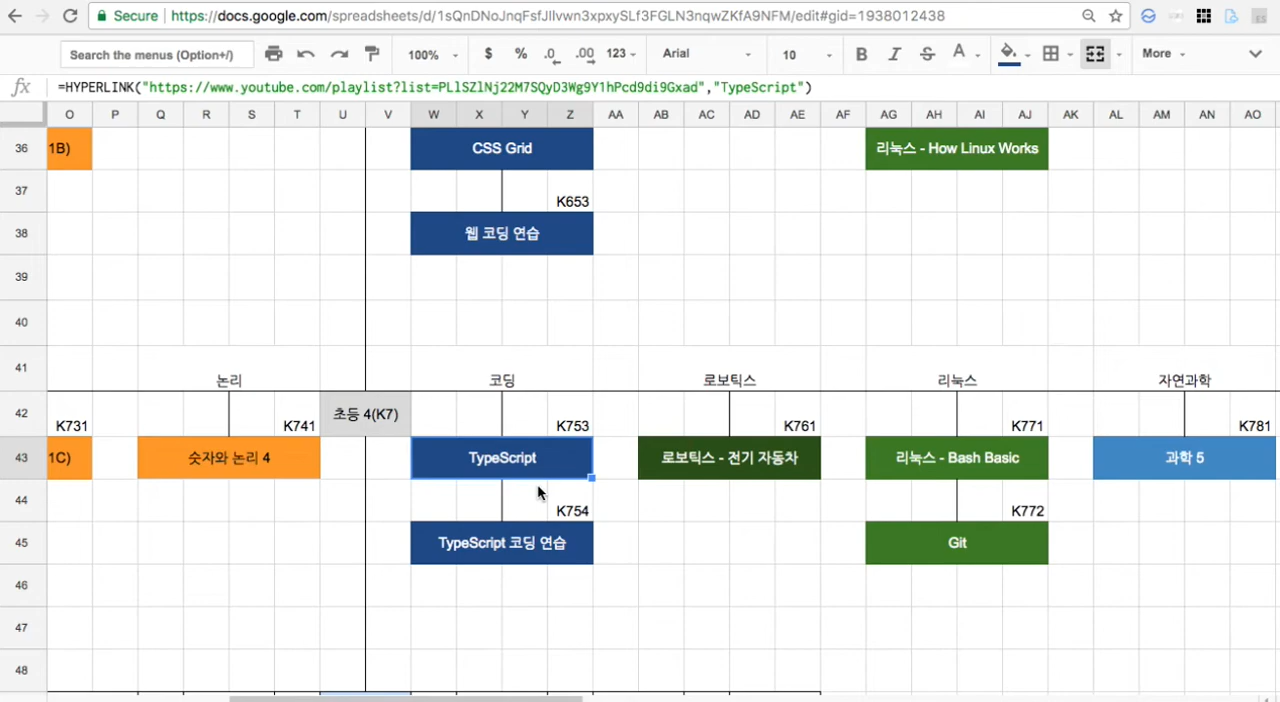 Secure https://docs.google.com/spreadsheets/d/1sQnDNoJnqFsfJIlvwn3xpxySLf3FGLN3nqwZKfA9NFM/edit#gid=1938012438
Search the menus (Option+/) 100% $ % .0 .00 123 Arial 10 B I S A More
fx =HYPERLINK("https://www.youtube.com/playlist?list=PLlSZlNj22M7SQyD3Wg9Y1hPcd9di9Gxad","TypeScript")
O P Q R S T U V W X Y Z AA AB AC AD AE AF AG AH AI AJ AK AL AM AN AO
36 1B) CSS Grid 리눅스 - How Linux Works
37 K653
38 웹 코딩 연습
39
40
41 논리 코딩 로보틱스 리눅스 자연과학
42 K731 K741 초등 4(K7) K753 K761 K771 K781
43 1C) 숫자와 논리 4 TypeScript 로보틱스 - 전기 자동차 리눅스 - Bash Basic 과학 5
44 K754 K772
45 TypeScript 코딩 연습 Git
46
47
48